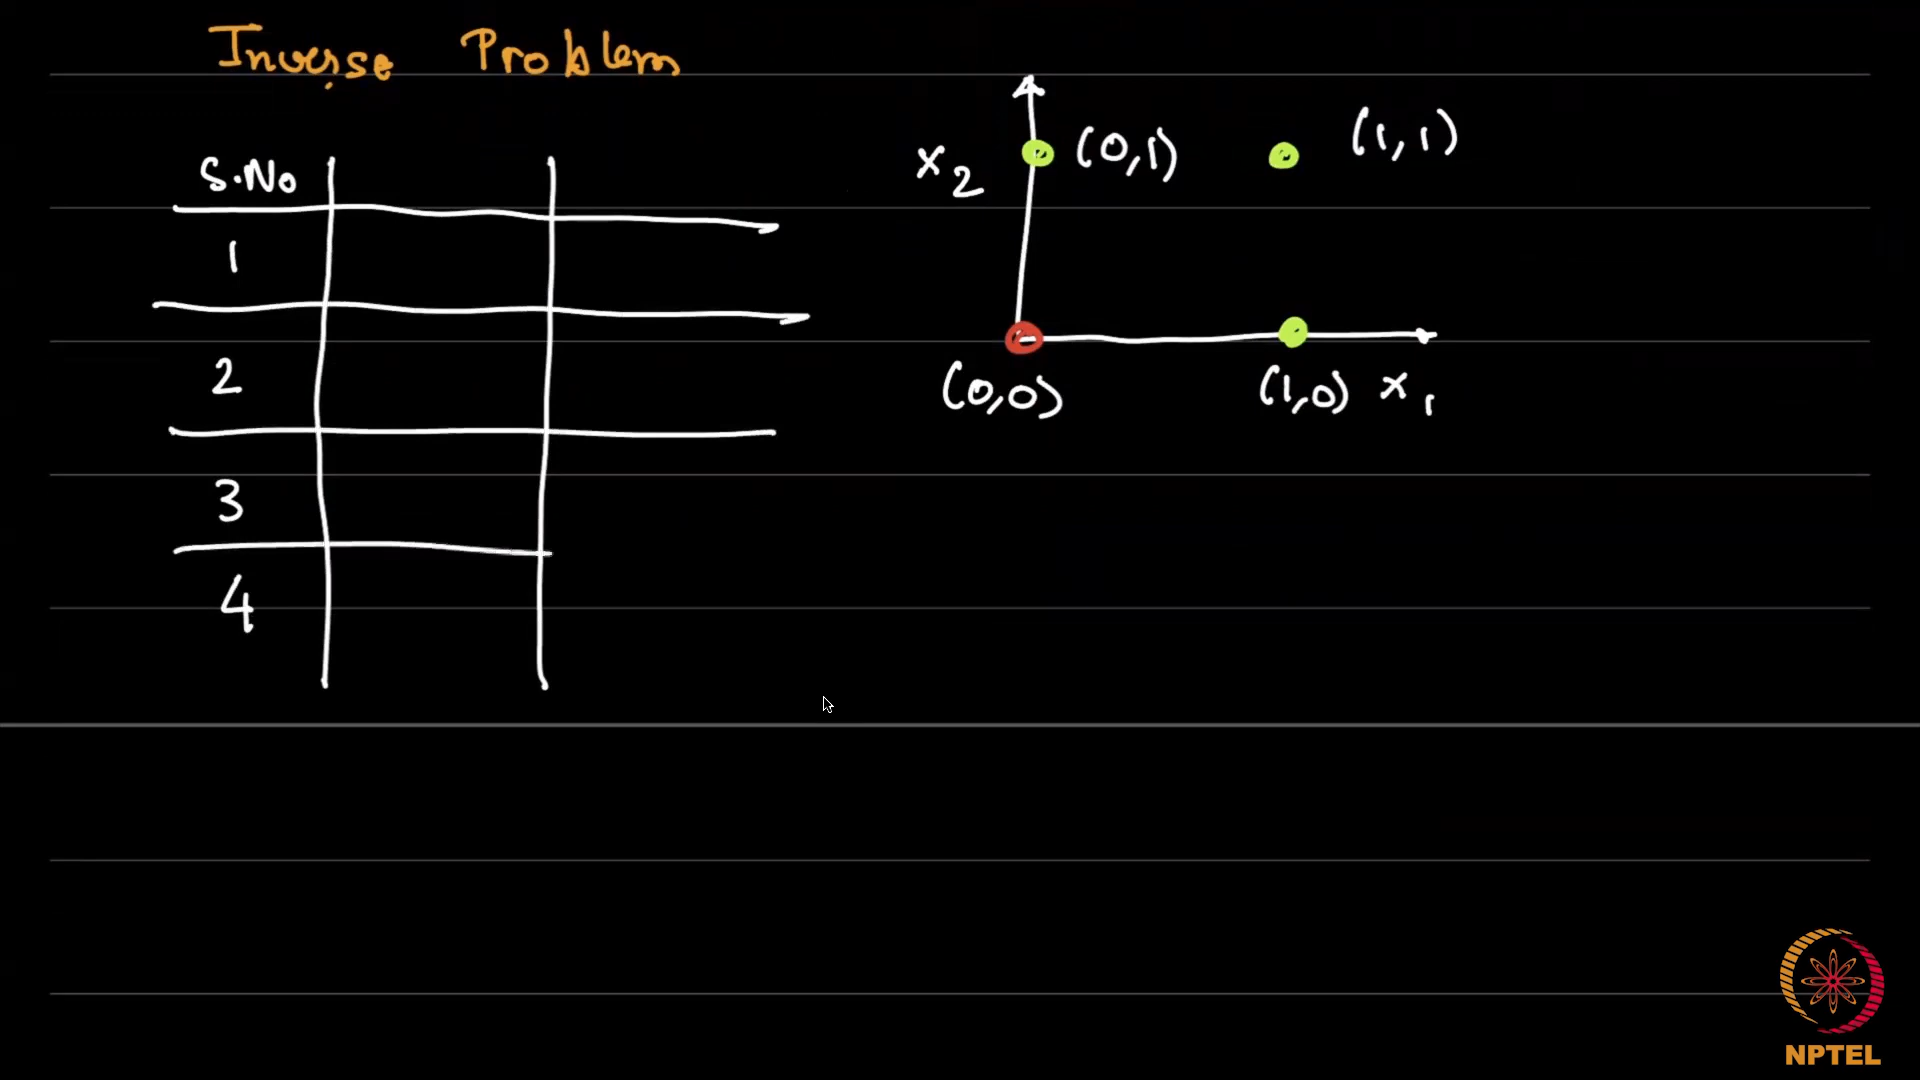 Inverse Problem
S.No
1
2
3
4
x2
(0,1)
(1,1)
(0,0)
(1,0) x1
NPTEL